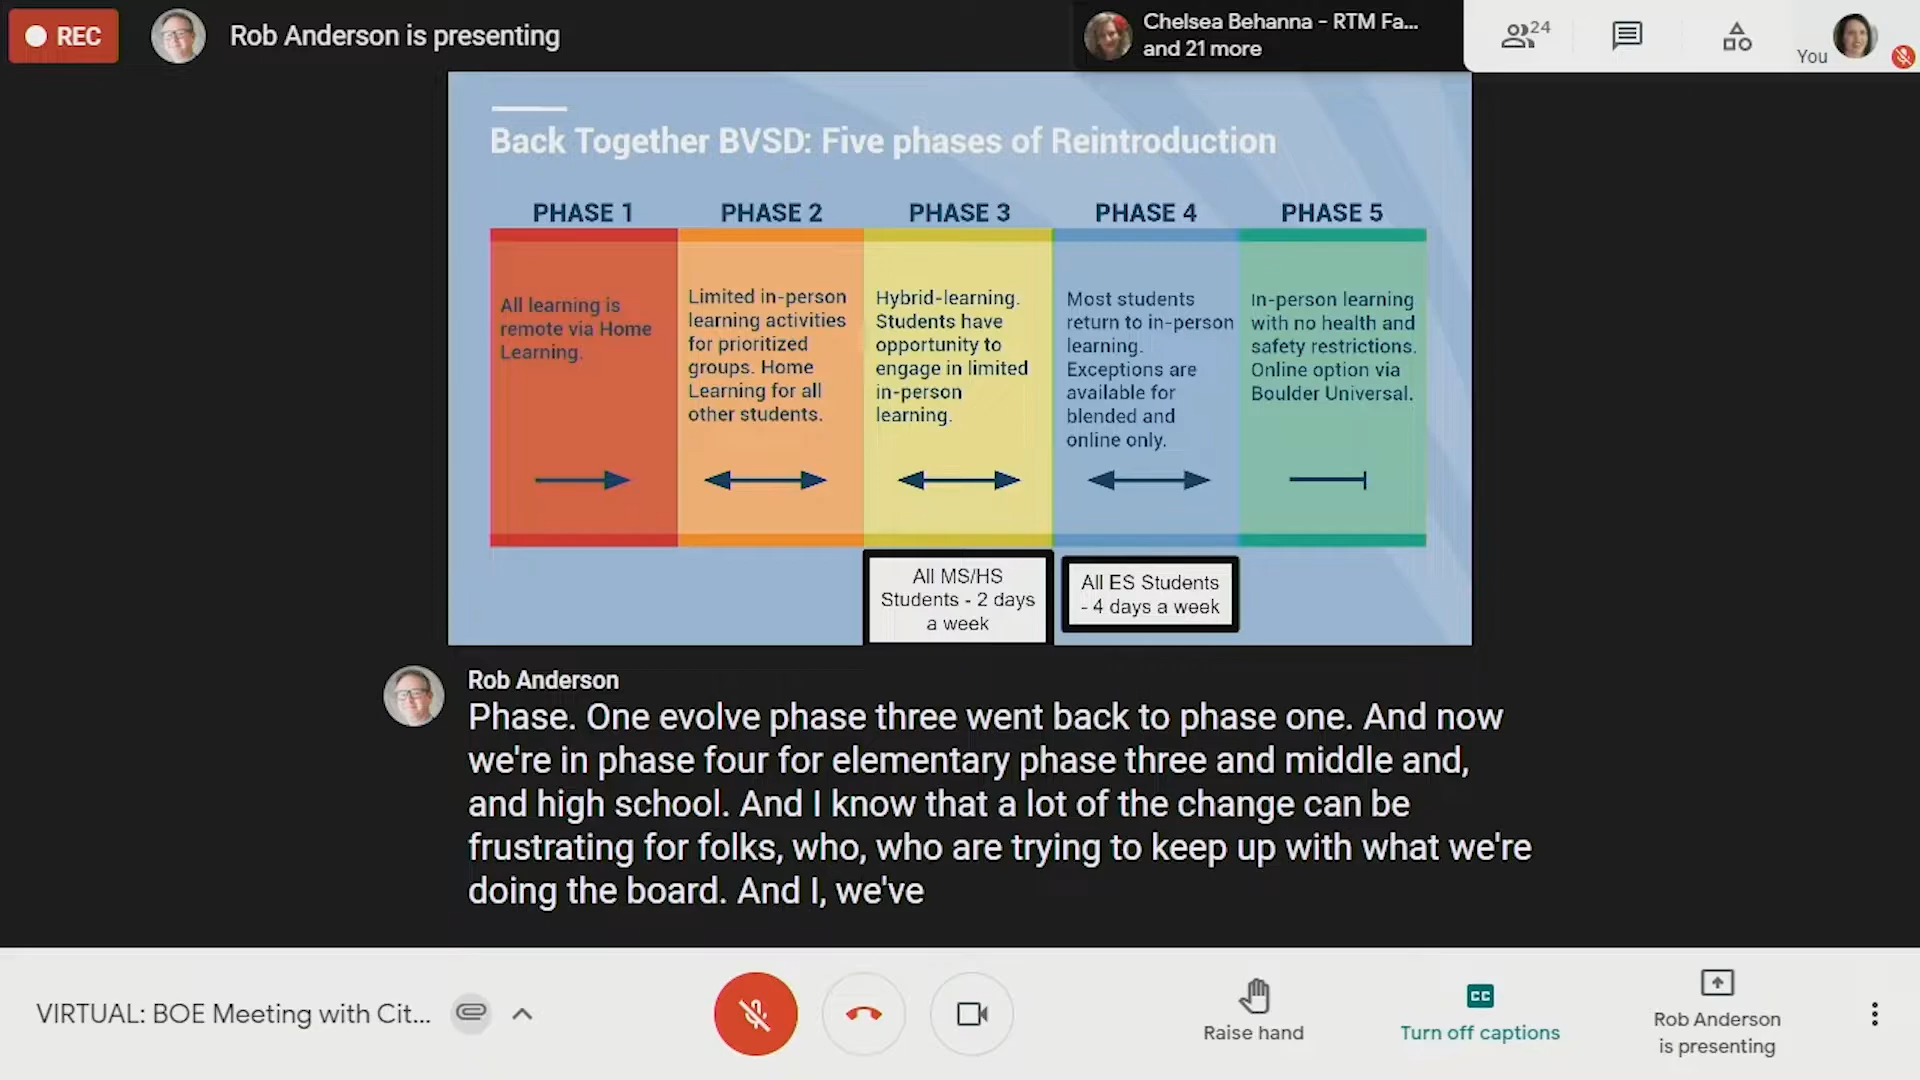 REC
Rob Anderson is presenting
Chelsea Behanna - RTM Fa...
and 21 more
24
You
Back Together BVSD: Five phases of Reintroduction
PHASE 1
All learning is
remote via Home
Learning.
PHASE 2
Limited in-person
learning activities
for prioritized
groups. Home
Learning for all
other students.
PHASE 3
Hybrid-learning.
Students have
opportunity to
engage in limited
in-person
learning.
PHASE 4
Most students
return to in-person
learning.
Exceptions are
available for
blended and
online only.
PHASE 5
In-person learning
with no health and
safety restrictions.
Online option via
Boulder Universal.
All MS/HS
Students - 2 days
a week
All ES Students
- 4 days a week
Rob Anderson
Phase. One evolve phase three went back to phase one. And now
we're in phase four for elementary phase three and middle and,
and high school. And I know that a lot of the change can be
frustrating for folks, who, who are trying to keep up with what we're
doing the board. And I, we've
VIRTUAL: BOE Meeting with Cit...
Raise hand
CC
Turn off captions
Rob Anderson
is presenting